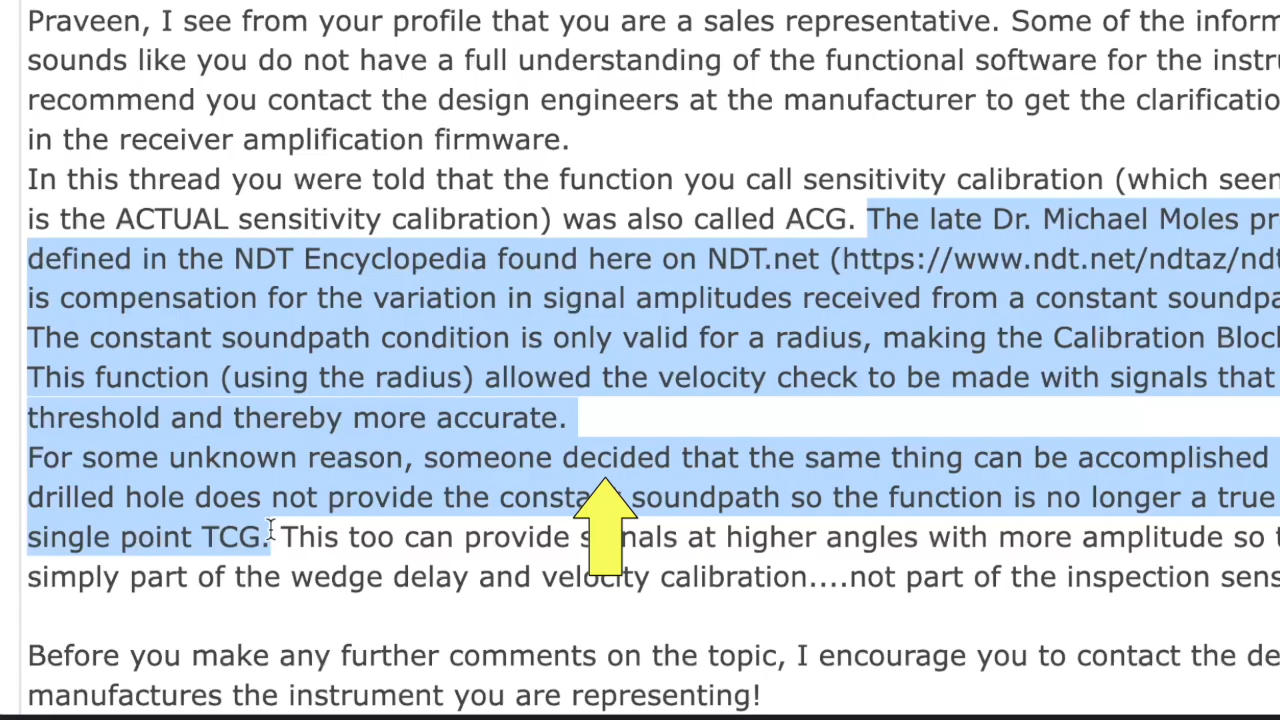 Praveen, I see from your profile that you are a sales representative. Some of the inform
sounds like you do not have a full understanding of the functional software for the instru
recommend you contact the design engineers at the manufacturer to get the clarificatio
in the receiver amplification firmware.
In this thread you were told that the function you call sensitivity calibration (which seen
is the ACTUAL sensitivity calibration) was also called ACG. The late Dr. Michael Moles pr
defined in the NDT Encyclopedia found here on NDT.net (https://www.ndt.net/ndtaz/ndt
is compensation for the variation in signal amplitudes received from a constant soundpa
The constant soundpath condition is only valid for a radius, making the Calibration Block
This function (using the radius) allowed the velocity check to be made with signals that
threshold and thereby more accurate.
For some unknown reason, someone decided that the same thing can be accomplished
drilled hole does not provide the constant soundpath so the function is no longer a true
single point TCG. This too can provide signals at higher angles with more amplitude so t
simply part of the wedge delay and velocity calibration....not part of the inspection sens
Before you make any further comments on the topic, I encourage you to contact the de
manufactures the instrument you are representing!